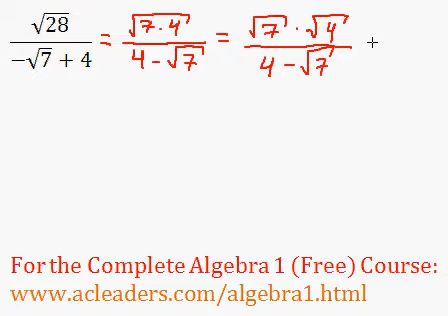 √28 / (−√7 + 4) = √(7·4) / (4 − √7) = (√7 · √4) / (4 − √7)
For the Complete Algebra 1 (Free) Course:
www.acleaders.com/algebra1.html